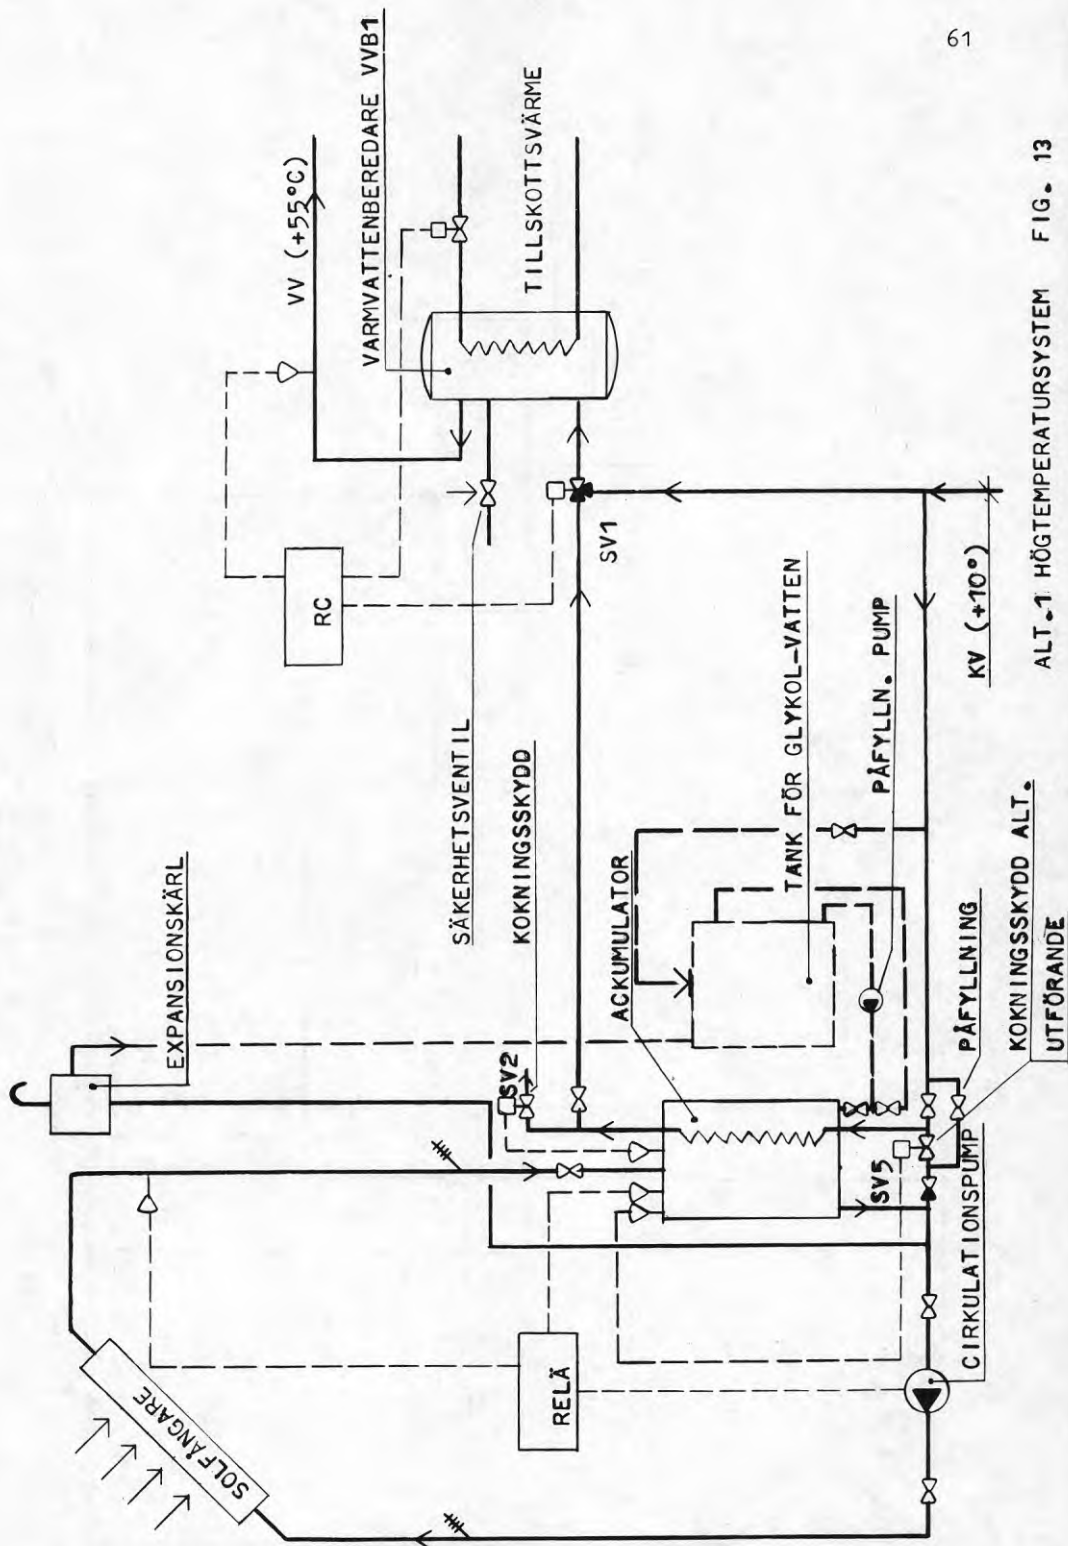 61
VV (+55°C)
VARMVATTENBEREDARE VVB1
TILLSKOTTSVÄRME
RC
SV1
SÄKERHETSVENTIL
KOKNINGSSKYDD
EXPANSIONSKÄRL
SV2
ACKUMULATOR
TANK FÖR GLYKOL-VATTEN
PÅFYLLN. PUMP
KV (+10°)
SOLFÅNGARE
RELÄ
SV5
CIRKULATIONSPUMP
PÅFYLLNING
KOKNINGSSKYDD ALT.
UTFÖRANDE
ALT.1 HÖGTEMPERATURSYSTEM FIG. 13